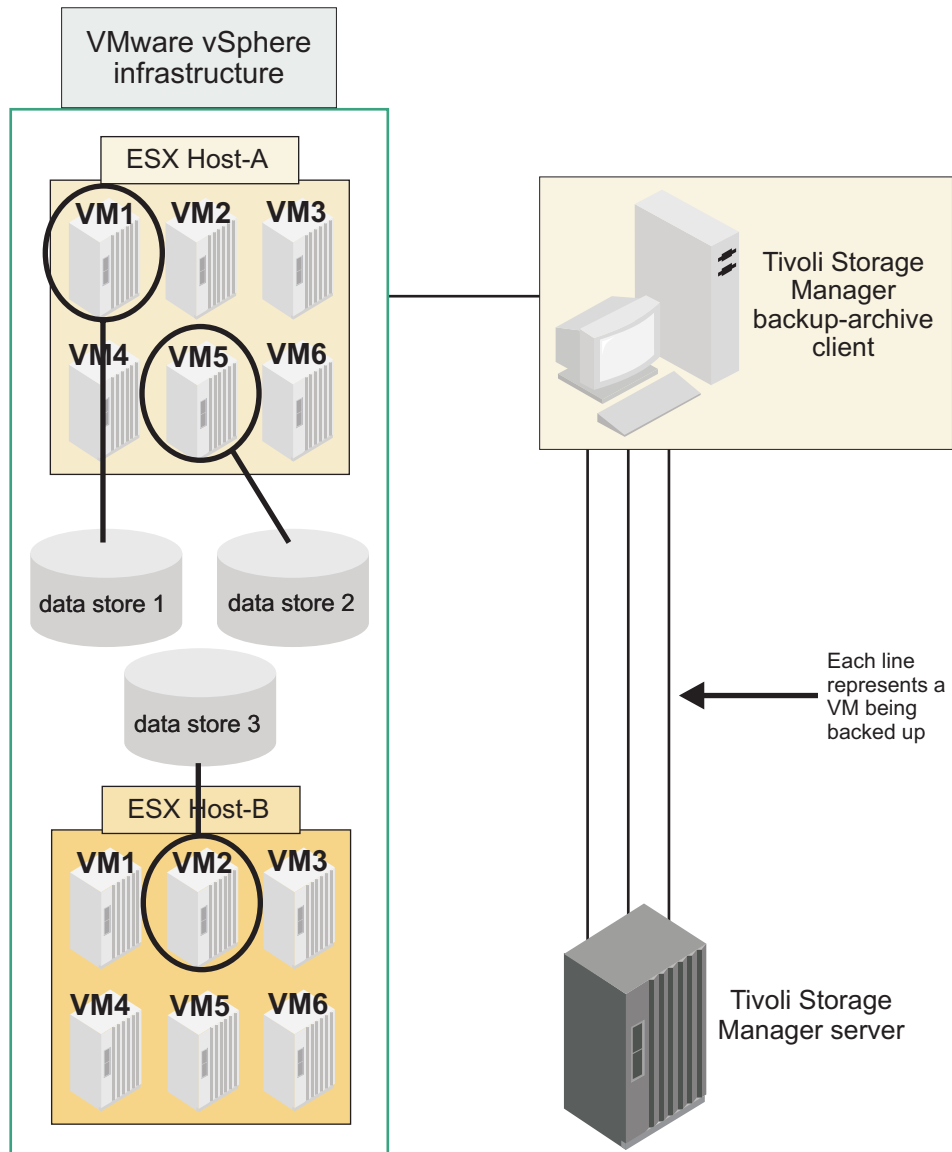 VMware vSphere
infrastructure
ESX Host-A
VM1 VM2 VM3
VM4 VM5 VM6
data store 1 data store 2
data store 3
ESX Host-B
VM1 VM2 VM3
VM4 VM5 VM6
Tivoli Storage
Manager
backup-archive
client
Each line
represents a
VM being
backed up
Tivoli Storage
Manager server